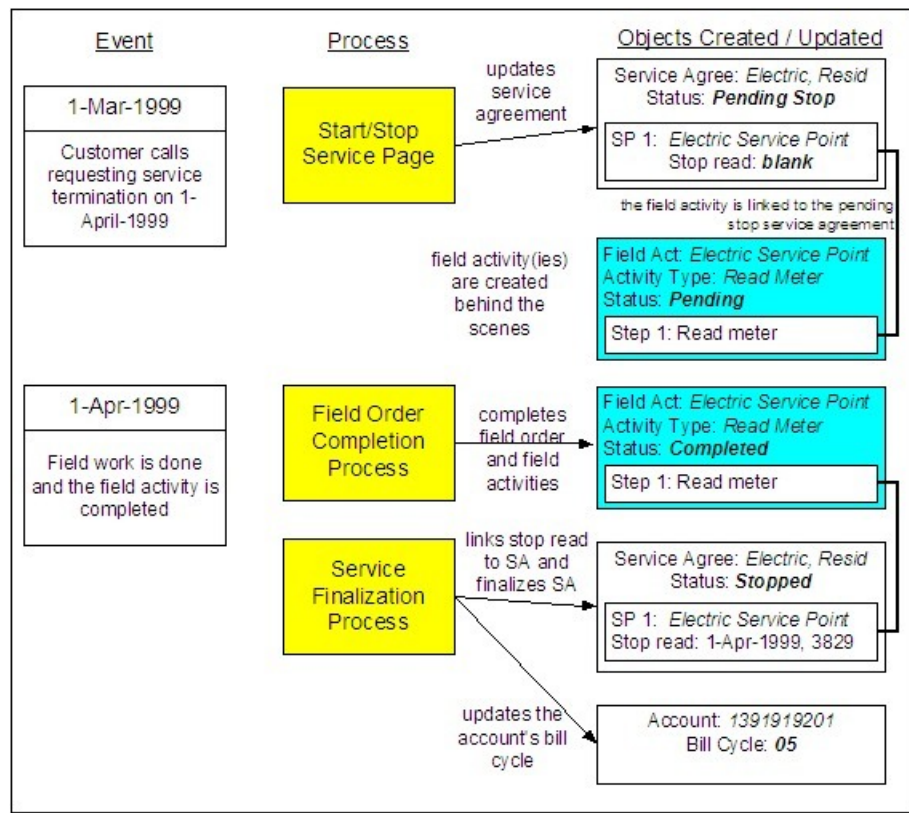 Event
Process
Objects Created / Updated
1-Mar-1999
Customer calls
requesting service
termination on 1-
April-1999
Start/Stop
Service Page
updates
service
agreement
Service Agree: Electric, Resid
Status: Pending Stop
SP 1: Electric Service Point
Stop read: blank
the field activity is linked to the pending
stop service agreement
field activity(ies)
are created
behind the
scenes
Field Act: Electric Service Point
Activity Type: Read Meter
Status: Pending
Step 1: Read meter
1-Apr-1999
Field work is done
and the field activity is
completed
Field Order
Completion
Process
completes
field order
and field
activities
Field Act: Electric Service Point
Activity Type: Read Meter
Status: Completed
Step 1: Read meter
Service
Finalization
Process
links stop read
to SA and
finalizes SA
Service Agree: Electric, Resid
Status: Stopped
SP 1: Electric Service Point
Stop read: 1-Apr-1999, 3829
updates the
account's bill
cycle
Account: 1391919201
Bill Cycle: 05